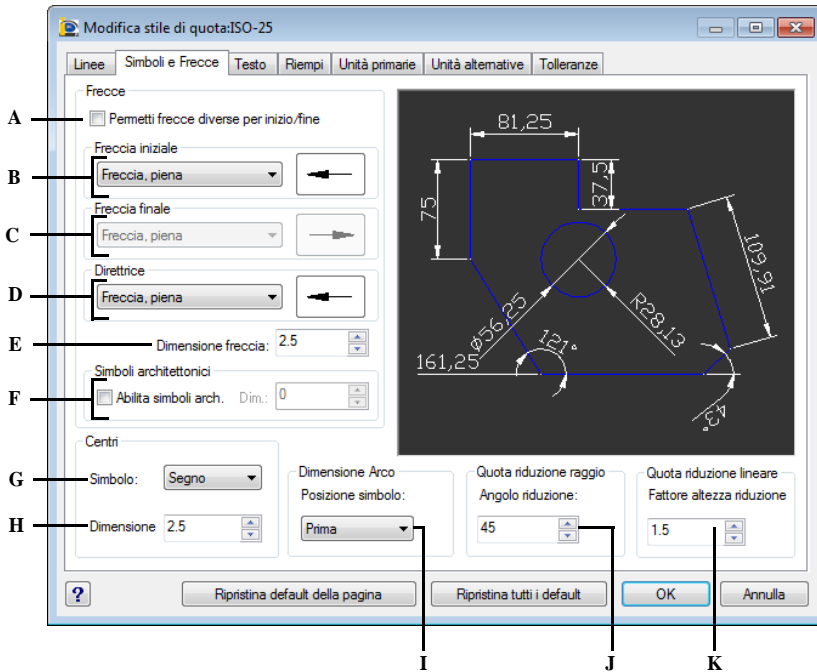 Modifica stile di quota:ISO-25
Linee Simboli e Frecce Testo Riempi Unità primarie Unità alternative Tolleranze
Frecce
A Permetti frecce diverse per inizio/fine
Freccia iniziale
B Freccia, piena
Freccia finale
C Freccia, piena
Direttrice
D Freccia, piena
E Dimensione freccia: 2.5
Simboli architettonici
F Abilita simboli arch. Dim.: 0
81,25
75
37,5
109,91
ϕ56,25
R28,13
121°
161,25
43°
Centri
G Simbolo: Segno
H Dimensione 2.5
Dimensione Arco
Posizione simbolo:
Prima
Quota riduzione raggio
Angolo riduzione:
45
Quota riduzione lineare
Fattore altezza riduzione
1.5
? Ripristina default della pagina Ripristina tutti i default OK Annulla
I J K